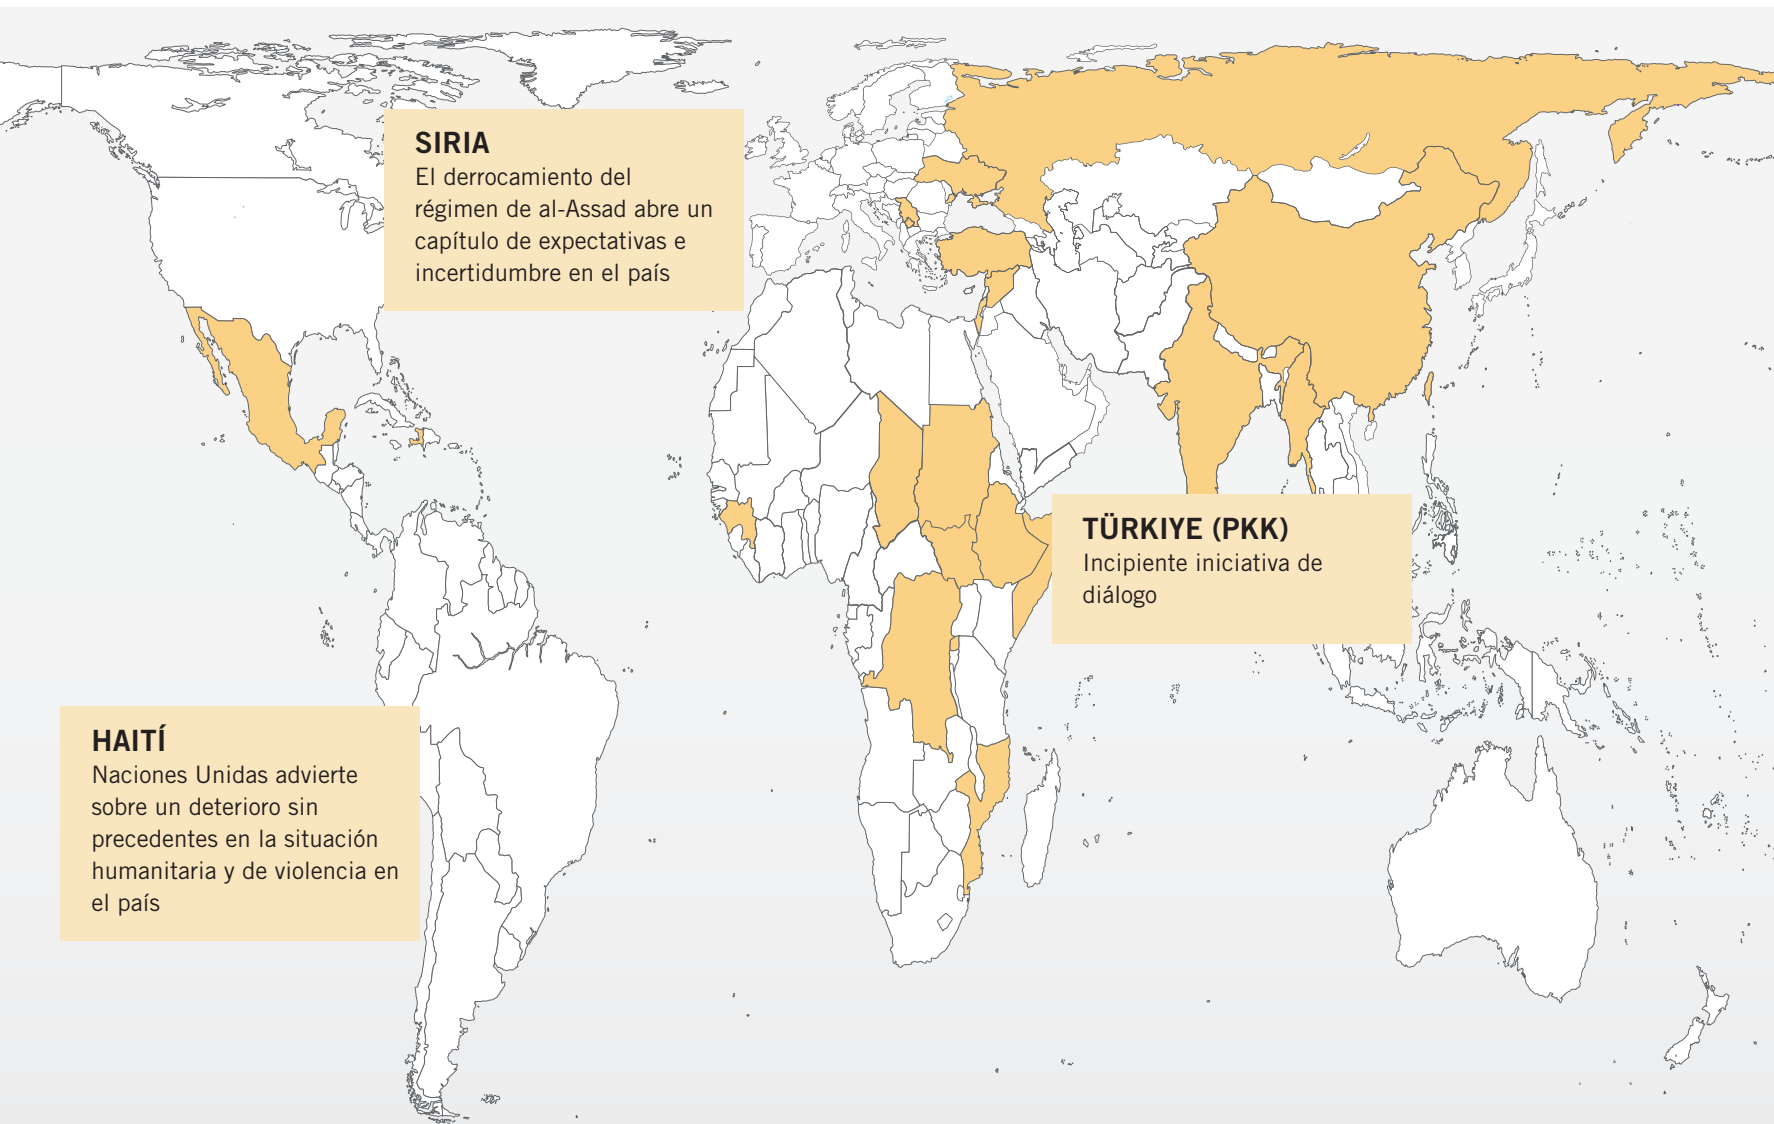 SIRIA
El derrocamiento del
régimen de al-Assad abre un
capítulo de expectativas e
incertidumbre en el país
TÜRKIYE (PKK)
Incipiente iniciativa de
diálogo
HAITÍ
Naciones Unidas advierte
sobre un deterioro sin
precedentes en la situación
humanitaria y de violencia en
el país